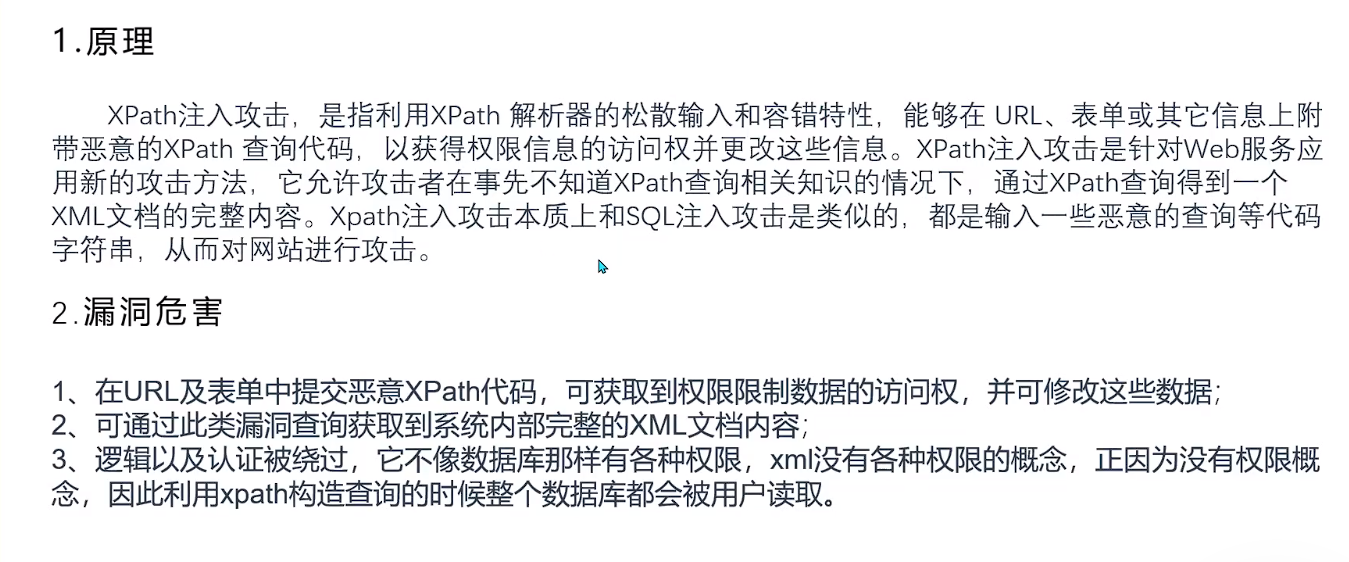 1.原理
XPath注入攻击，是指利用XPath 解析器的松散输入和容错特性，能够在 URL、表单或其它信息上附
带恶意的XPath 查询代码，以获得权限信息的访问权并更改这些信息。XPath注入攻击是针对Web服务应
用新的攻击方法，它允许攻击者在事先不知道XPath查询相关知识的情况下，通过XPath查询得到一个
XML文档的完整内容。Xpath注入攻击本质上和SQL注入攻击是类似的，都是输入一些恶意的查询等代码
字符串，从而对网站进行攻击。
2.漏洞危害
1、在URL及表单中提交恶意XPath代码，可获取到权限限制数据的访问权，并可修改这些数据；
2、可通过此类漏洞查询获取到系统内部完整的XML文档内容；
3、逻辑以及认证被绕过，它不像数据库那样有各种权限，xml没有各种权限的概念，正因为没有权限概
念，因此利用xpath构造查询的时候整个数据库都会被用户读取。